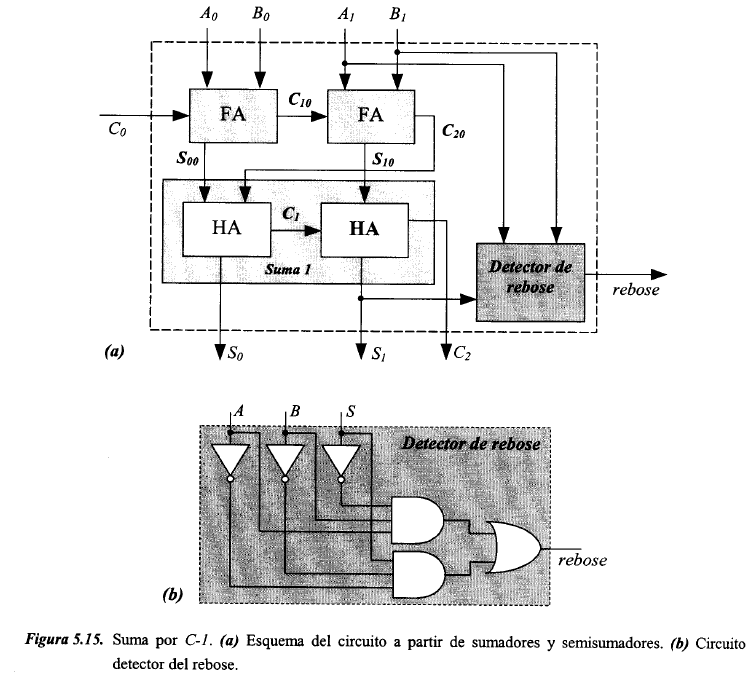 A0 B0 A1 B1
FA C10 FA
C0 C20
S00 S10
HA C1 HA
Suma 1
Detector de
rebose
rebose
(a) S0 S1 C2
A B S
Detector de rebose
rebose
(b)
Figura 5.15. Suma por C-1. (a) Esquema del circuito a partir de sumadores y semisumadores. (b) Circuito
detector del rebose.